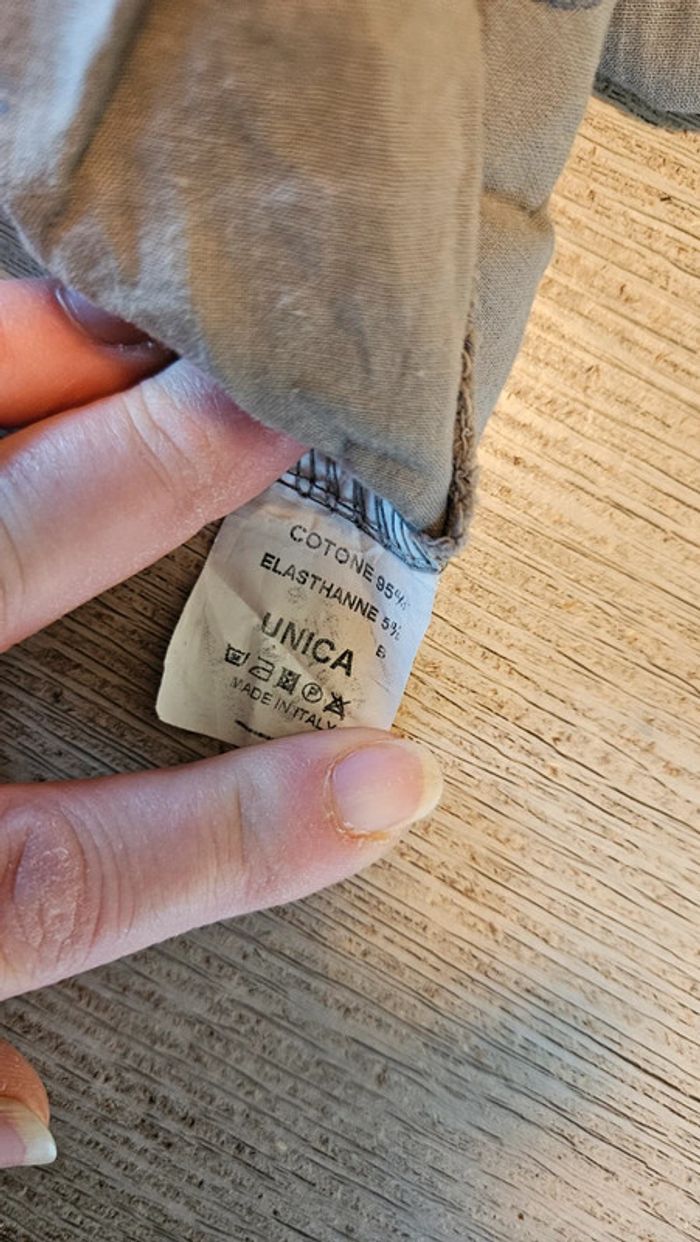 COTONE 95%
ELASTHANNE 5%
UNICA
P
MADE IN ITALY